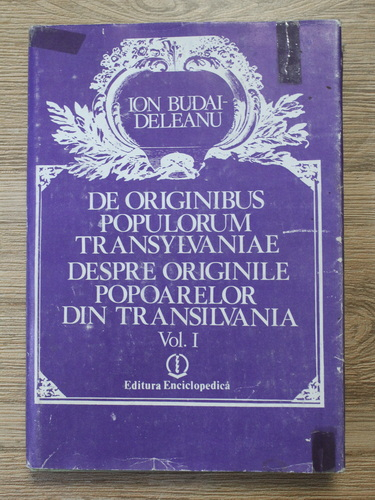 ION BUDAI-
DELEANU
DE ORIGINIBUS
POPULORUM
TRANSYLVANIAE
DESPRE ORIGINILE
POPOARELOR
DIN TRANSILVANIA
Vol. I
Editura Enciclopedică